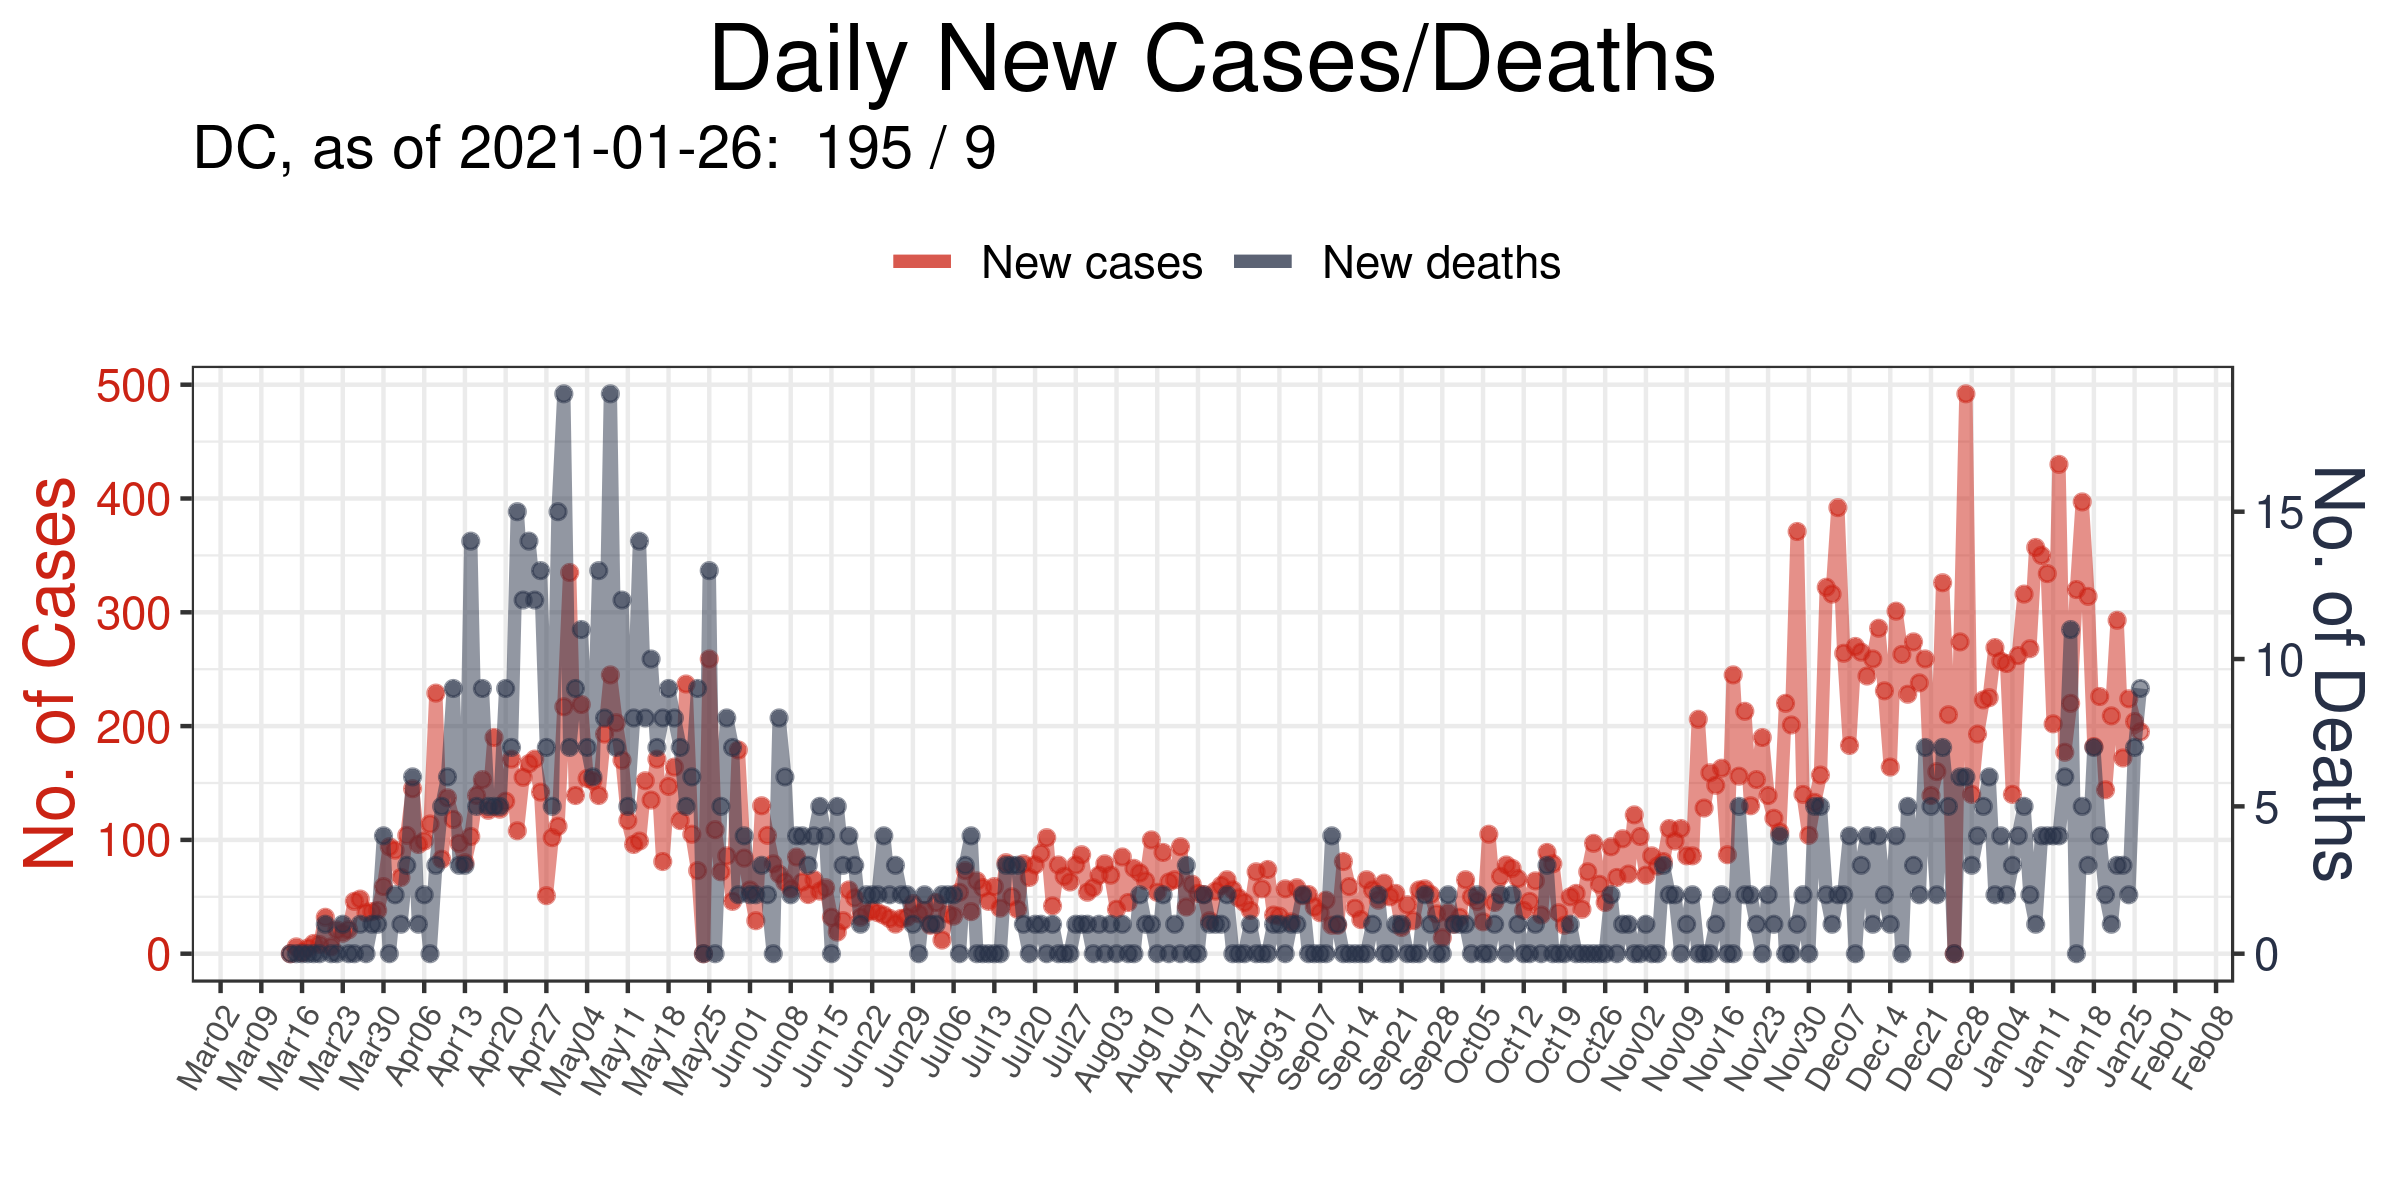 Daily New Cases/Deaths
DC, as of 2021-01-26:  195 / 9
New cases New deaths
No. of Cases
500
400
300
200
100
0
15
10
5
0
No. of Deaths
Mar02 Mar09 Mar16 Mar23 Mar30 Apr06 Apr13 Apr20 Apr27 May04 May11 May18 May25 Jun01 Jun08 Jun15 Jun22 Jun29 Jul06 Jul13 Jul20 Jul27 Aug03 Aug10 Aug17 Aug24 Aug31 Sep07 Sep14 Sep21 Sep28 Oct05 Oct12 Oct19 Oct26 Nov02 Nov09 Nov16 Nov23 Nov30 Dec07 Dec14 Dec21 Dec28 Jan04 Jan11 Jan18 Jan25 Feb01 Feb08